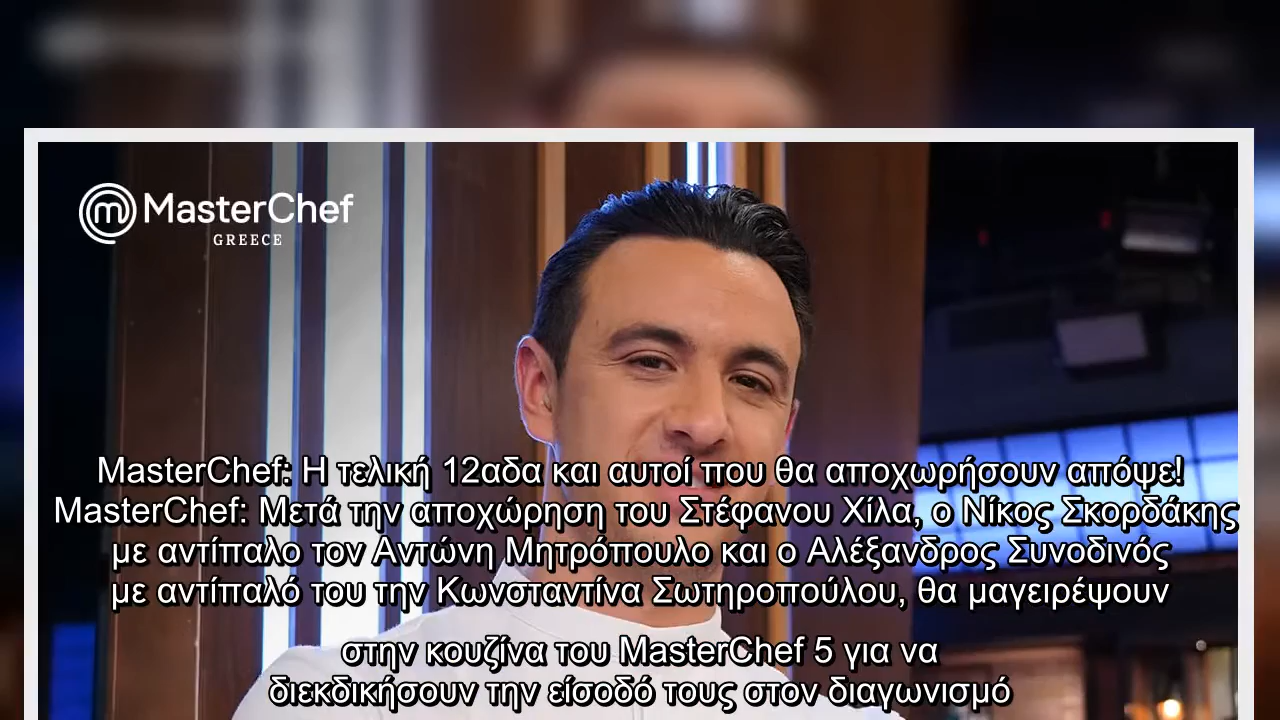 MasterChef
GREECE
MasterChef: Η τελική 12αδα και αυτοί που θα αποχωρήσουν απόψε!
MasterChef: Μετά την αποχώρηση του Στέφανου Χίλα, ο Νίκος Σκορδάκης
με αντίπαλο τον Αντώνη Μητρόπουλο και ο Αλέξανδρος Συνοδινός
με αντίπαλό του την Κωνσταντίνα Σωτηροπούλου, θα μαγειρέψουν
στην κουζίνα του MasterChef 5 για να
διεκδικήσουν την είσοδό τους στον διαγωνισμό